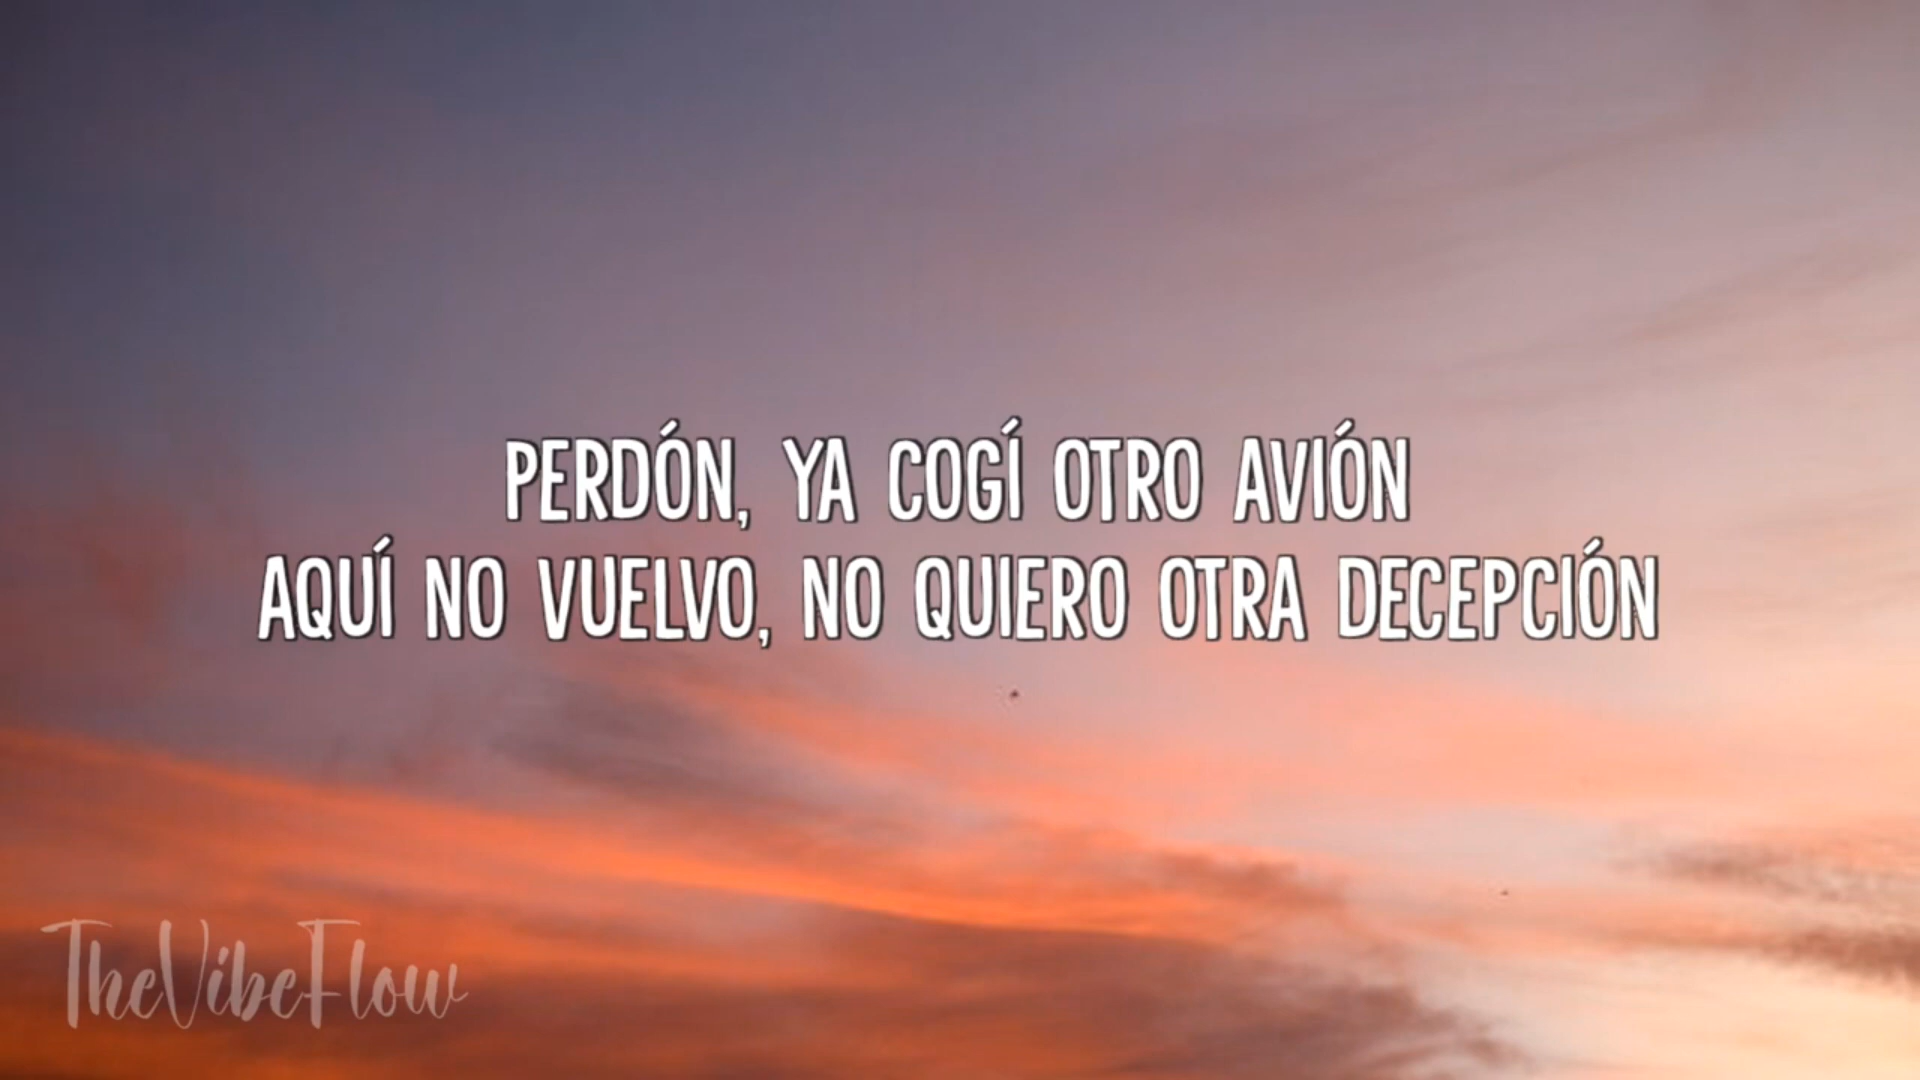 PERDÓN, YA COGÍ OTRO AVIÓN
AQUÍ NO VUELVO, NO QUIERO OTRA DECEPCIÓN
TheVibeFlow